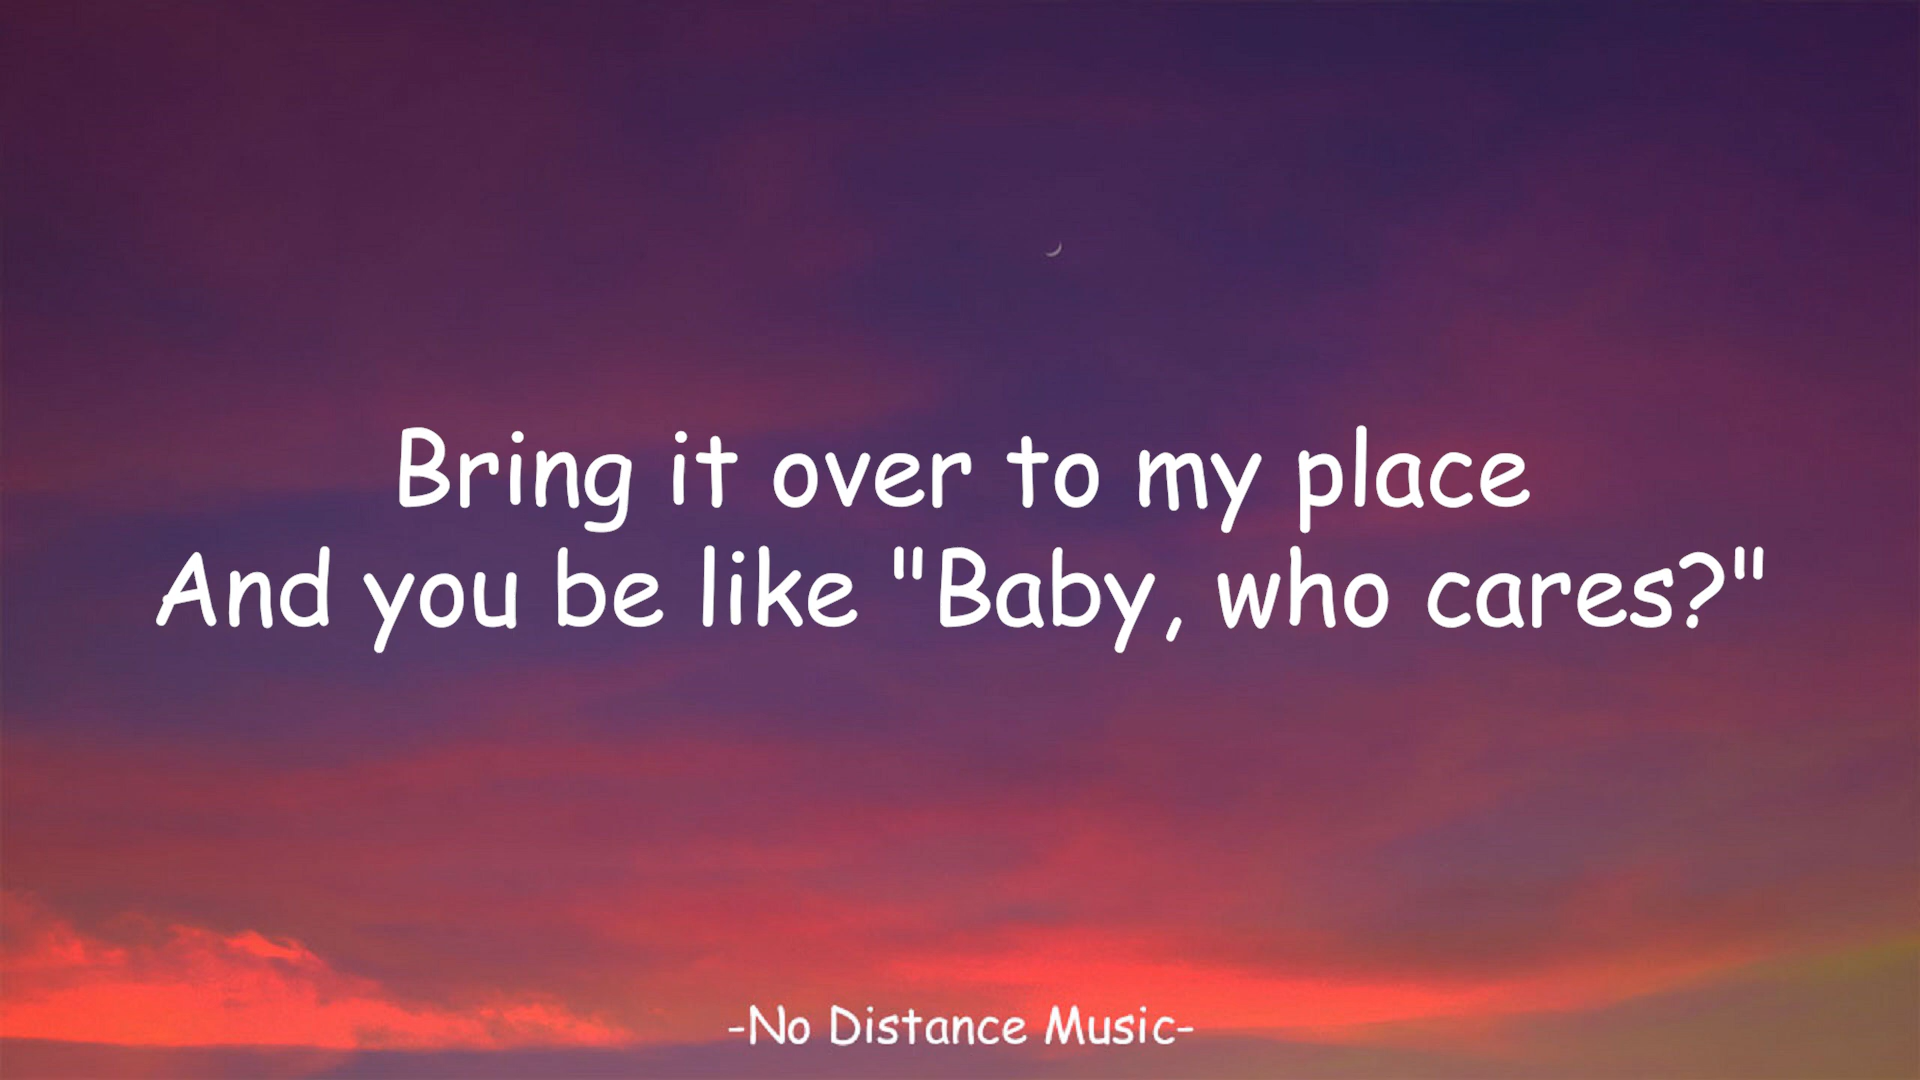 Bring it over to my place
And you be like "Baby, who cares?"
-No Distance Music-